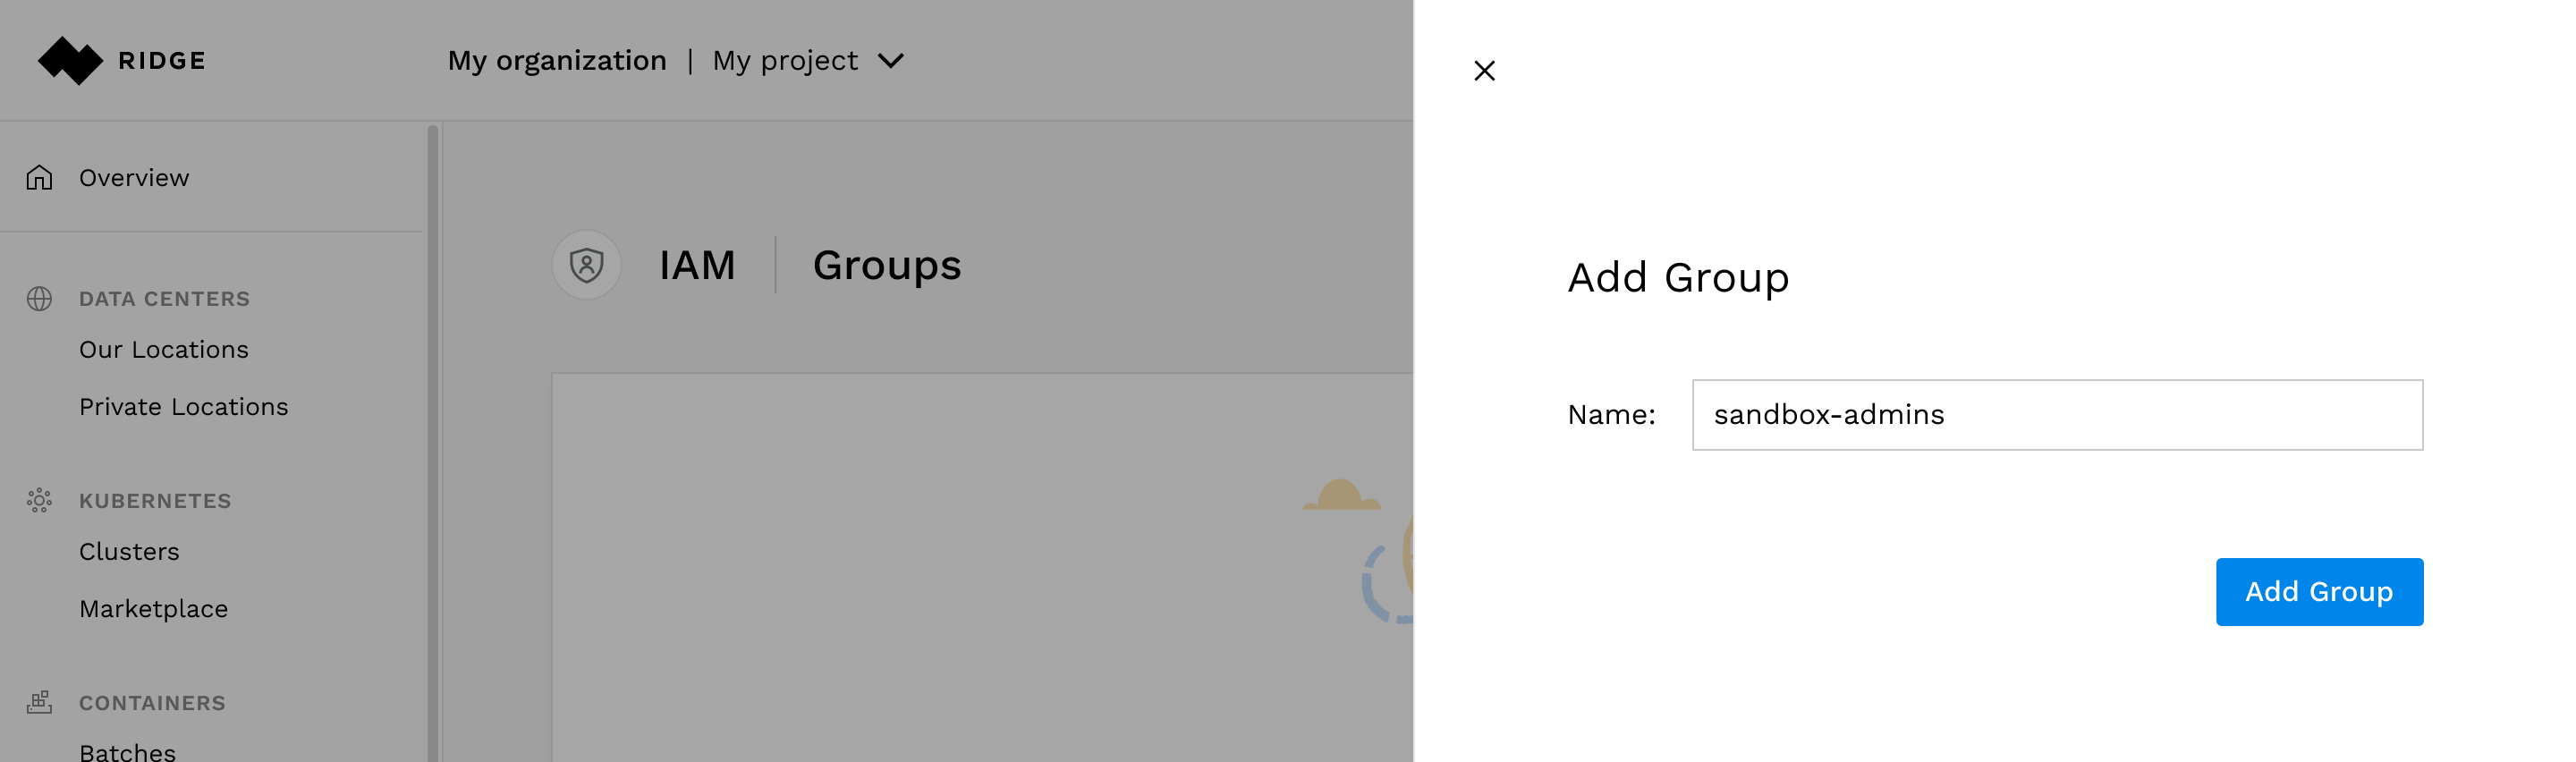 RIDGE
My organization | My project
Overview
DATA CENTERS
Our Locations
Private Locations
KUBERNETES
Clusters
Marketplace
CONTAINERS
Batches
IAM | Groups
Add Group
Name: sandbox-admins
Add Group